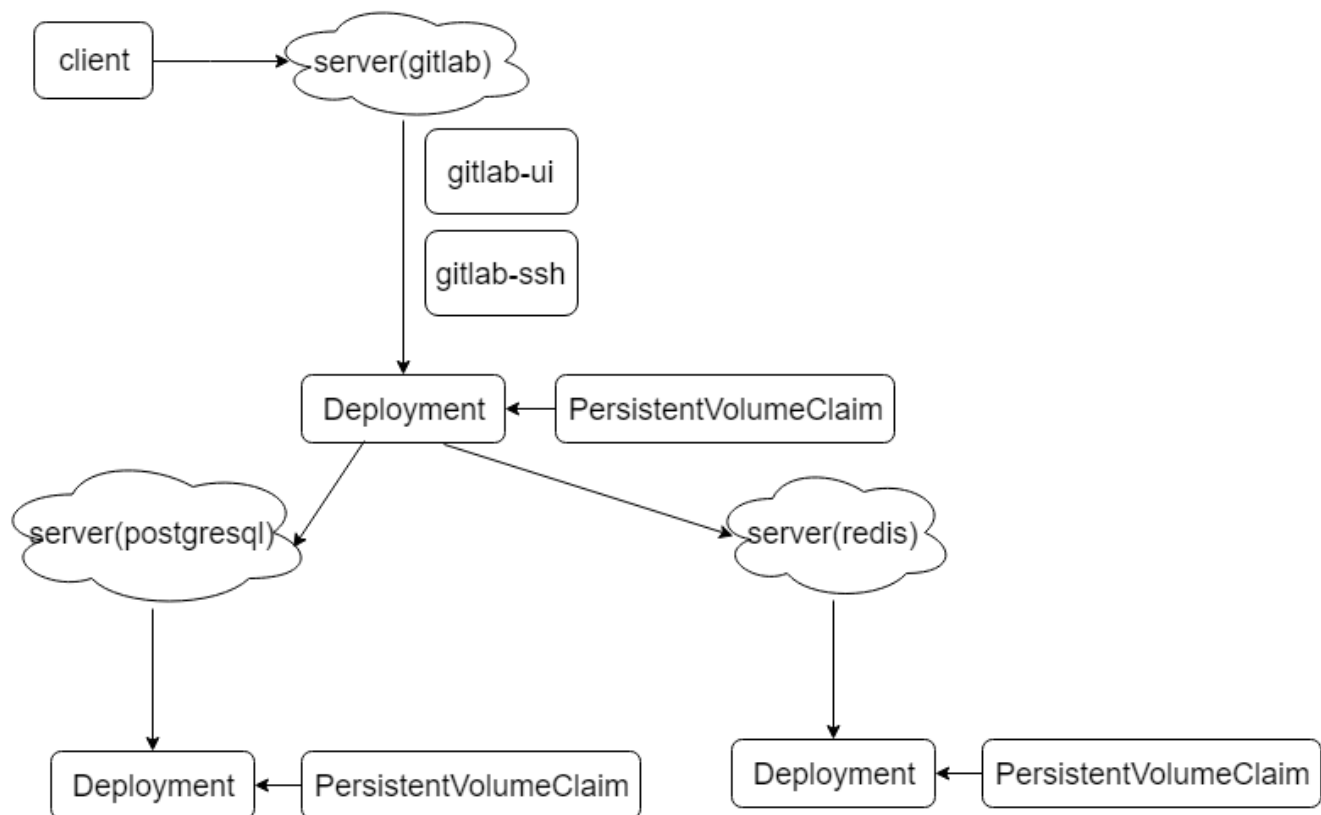 client
server(gitlab)
gitlab-ui
gitlab-ssh
Deployment
PersistentVolumeClaim
server(postgresql)
server(redis)
Deployment
PersistentVolumeClaim
Deployment
PersistentVolumeClaim